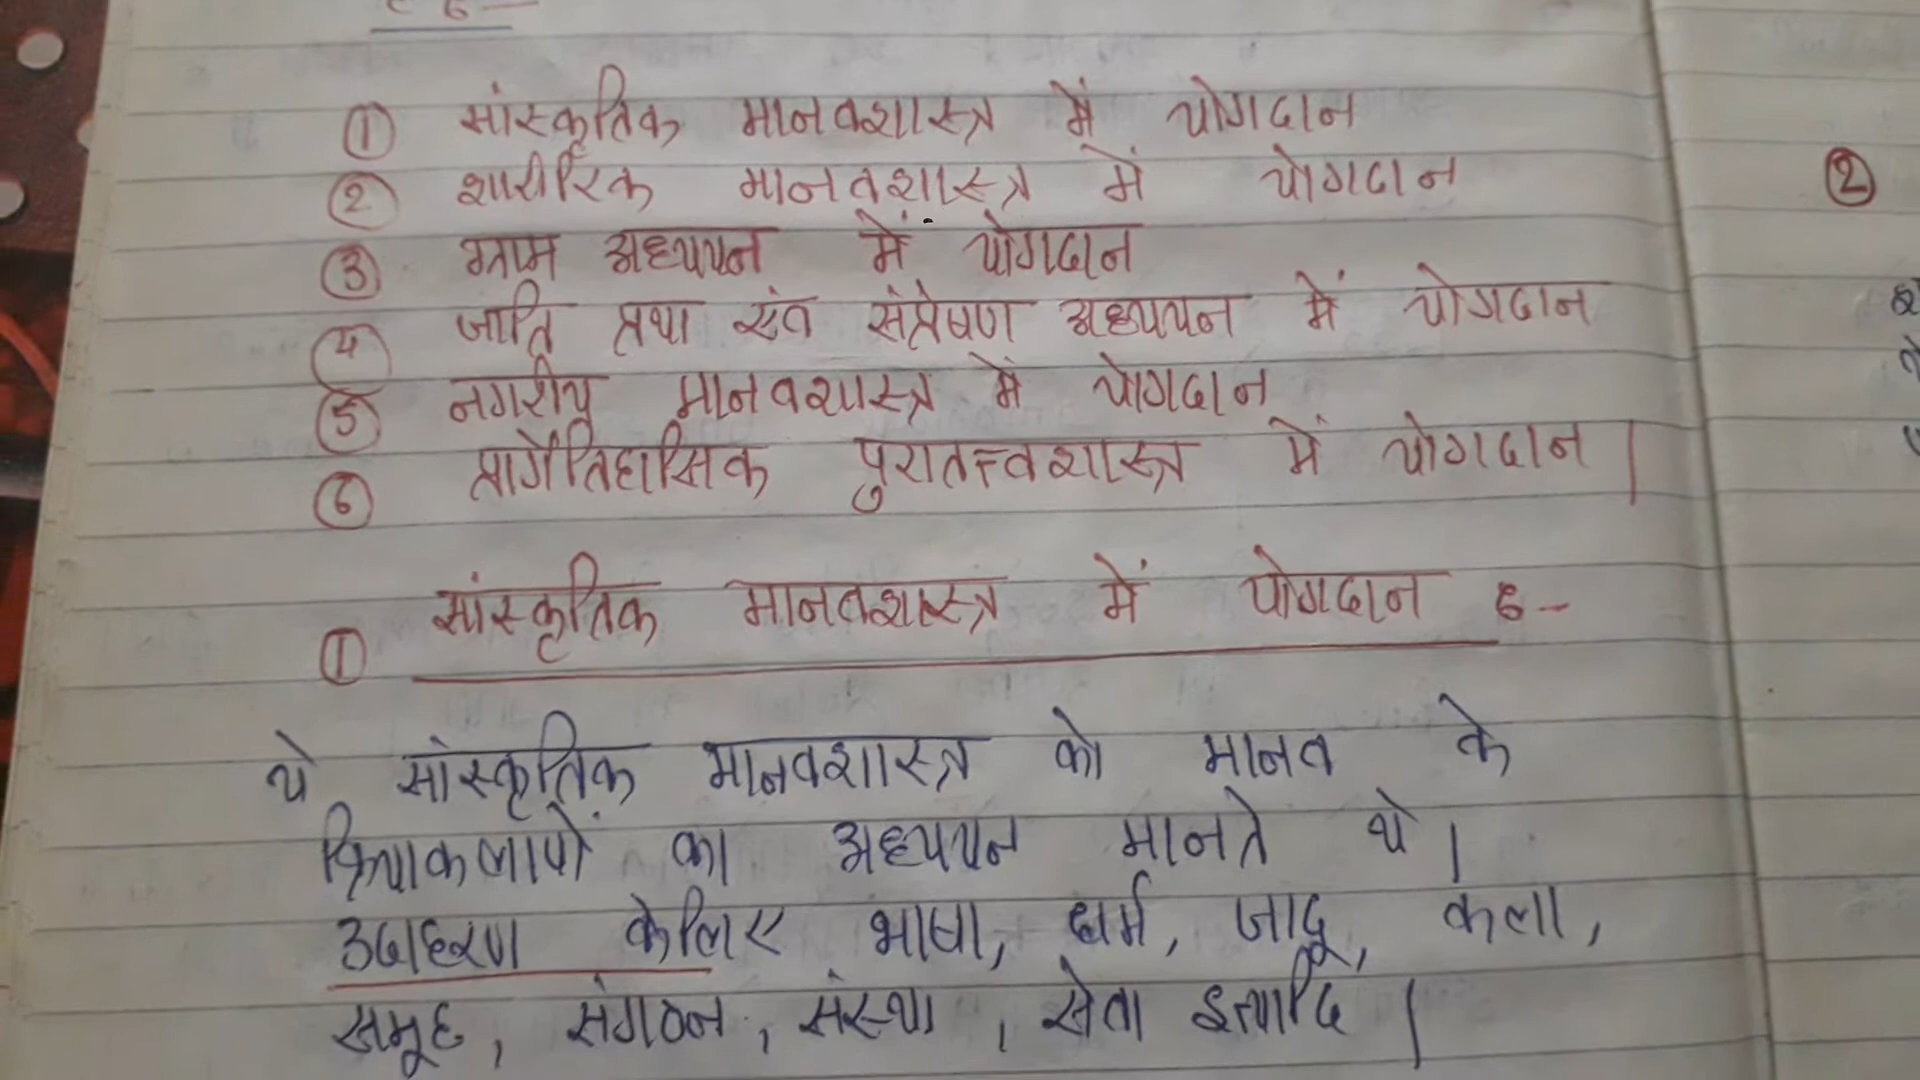 ① सांस्कृतिक मानवशास्त्र में योगदान
② शारीरिक मानवशास्त्र में योगदान
③ ग्राम अध्ययन में योगदान
④ जाति तथा एंव संप्रेषण अध्ययन में योगदान
⑤ नगरीय मानवशास्त्र में योगदान
⑥ प्रागैतिहासिक पुरातत्त्वशास्त्र में योगदान |
① सांस्कृतिक मानवशास्त्र में योगदान :-
ये सांस्कृतिक मानवशास्त्र को मानव के
क्रियाकलापों का अध्ययन मानते थे |
उदाहरण के लिए भाषा, धर्म, जादू, कला,
समूह, संगठन, संस्था, सेवा इत्यादि |
②